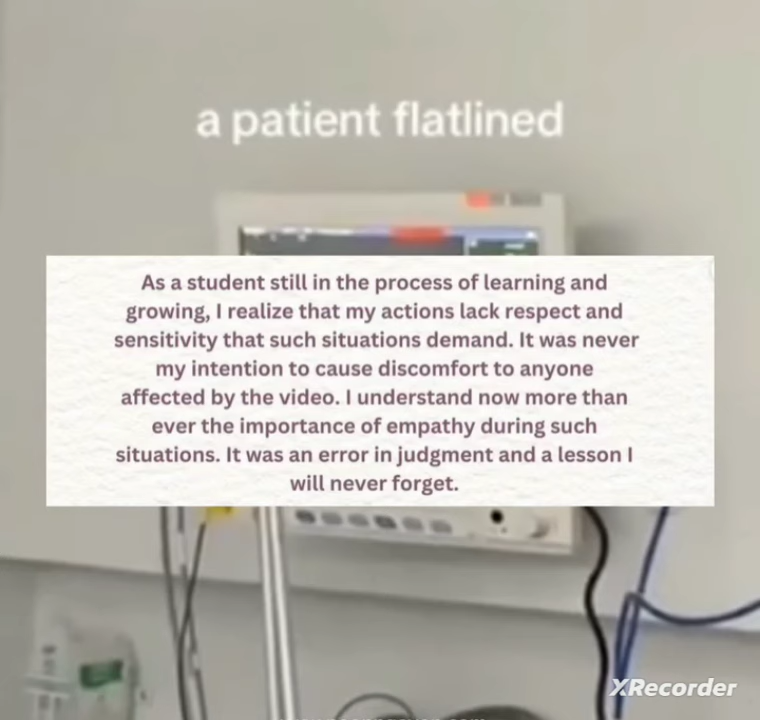 a patient flatlined
As a student still in the process of learning and
growing, I realize that my actions lack respect and
sensitivity that such situations demand. It was never
my intention to cause discomfort to anyone
affected by the video. I understand now more than
ever the importance of empathy during such
situations. It was an error in judgment and a lesson I
will never forget.
XRecorder